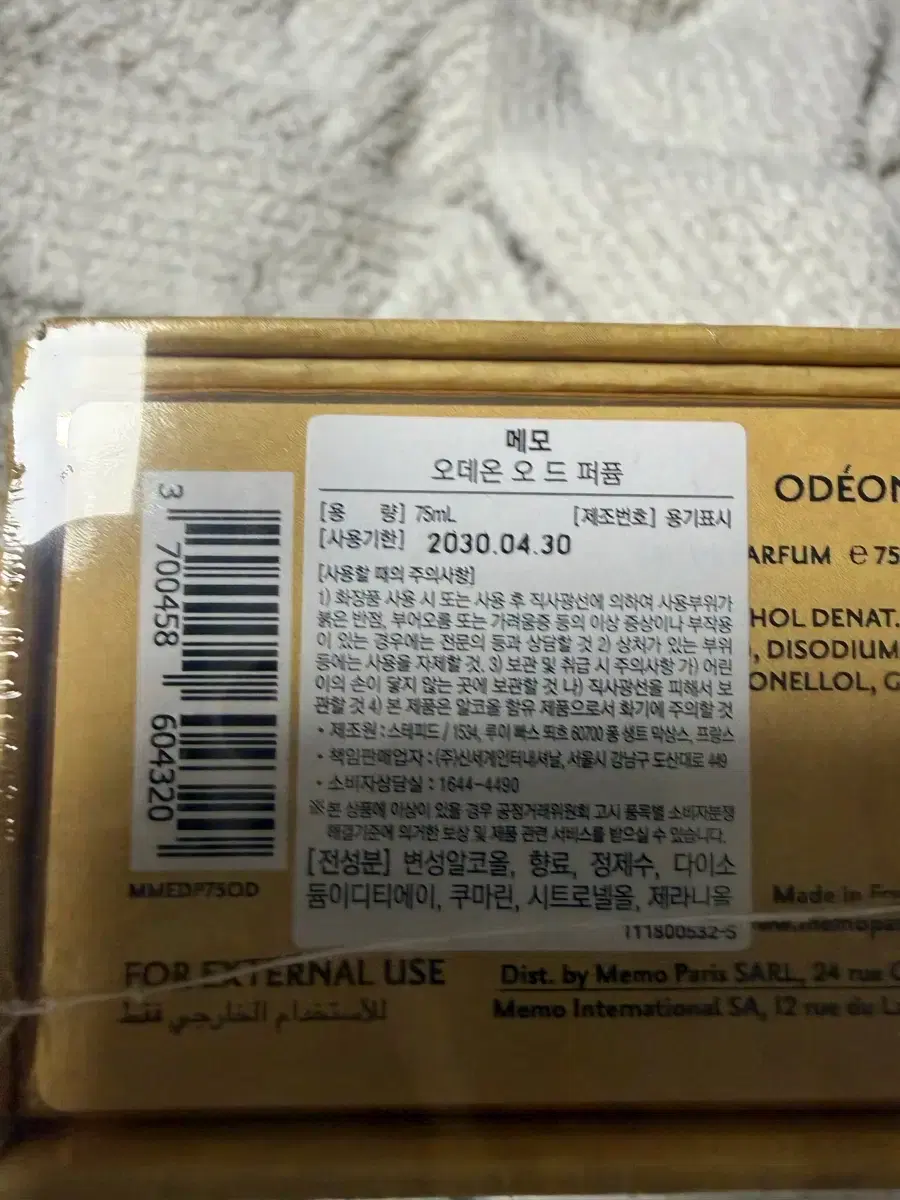 메모
오데온 오 드 퍼퓸
[용 량] 75mL [제조번호] 용기표시
[사용기한] 2030.04.30
[사용할 때의 주의사항]
1) 화장품 사용 시 또는 사용 후 직사광선에 의하여 사용부위가
붉은 반점, 부어오름 또는 가려움증 등의 이상 증상이나 부작용
이 있는 경우에는 전문의 등과 상담할 것 2) 상처가 있는 부위
등에는 사용을 자제할 것. 3) 보관 및 취급 시 주의사항 가) 어린
이의 손이 닿지 않는 곳에 보관할 것 나) 직사광선을 피해서 보
관할 것 4) 본 제품은 알코올 함유 제품으로서 화기에 주의할 것
• 제조원 : 스테피드 / 1534, 루이 빠스 퇴흐 60700 퐁 생트 막상스, 프랑스
• 책임판매업자 : (주)신세계인터내셔날, 서울시 강남구 도산대로 449
• 소비자상담실 : 1644-4490
※ 본 상품에 이상이 있을 경우 공정거래위원회 고시 품목별 소비자분쟁
해결기준에 의거한 보상 및 제품 관련 서비스를 받으실 수 있습니다.
[전성분] 변성알코올, 향료, 정제수, 다이소
듐이디티에이, 쿠마린, 시트로넬올, 제라니올
111800532-S
3 700458 604320
MMEDP75OD
ODÉON
ARFUM e 75
HOL DENAT.
, DISODIUM
ONELLOL, G
Made in
FOR EXTERNAL USE
للاستخدام الخارجي فقط
Dist. by Memo Paris SARL, 24 rue
Memo International SA, 12 rue du